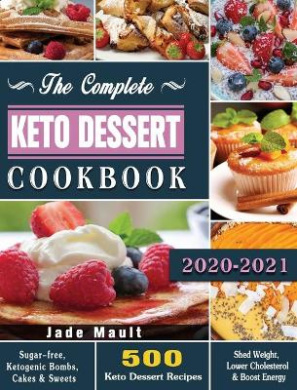 The Complete
KETO DESSERT
COOKBOOK
2020-2021
Jade Mault
Sugar-free,
Ketogenic Bombs,
Cakes & Sweets
500
Keto Dessert Recipes
Shed Weight,
Lower Cholesterol
& Boost Energy